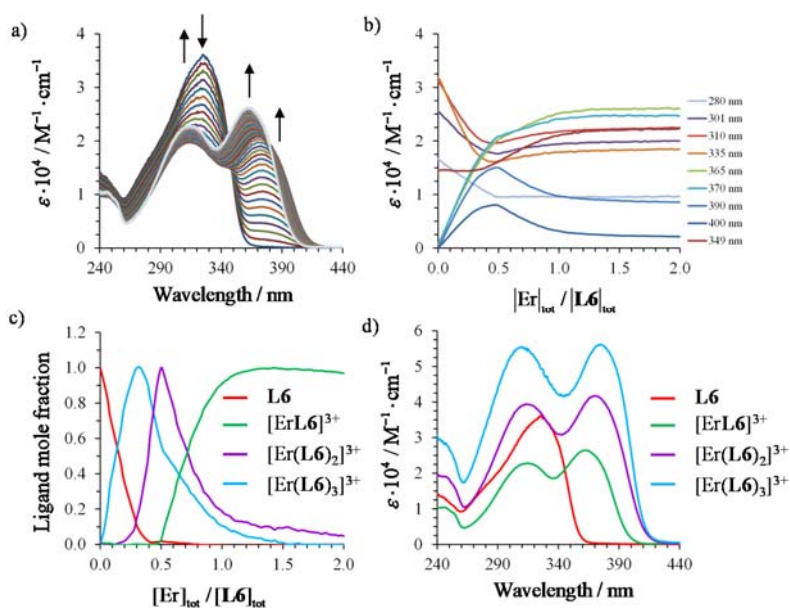 a)
4
3
2
1
0
ε·10⁴ / M⁻¹·cm⁻¹
240 290 340 390 440
Wavelength / nm
b)
4
3
2
1
0
ε·10⁴ / M⁻¹·cm⁻¹
0.0 0.5 1.0 1.5 2.0
|Er|tot / |L6|tot
280 nm
301 nm
310 nm
335 nm
365 nm
370 nm
390 nm
400 nm
349 nm
c)
1.0
0.8
0.6
0.4
0.2
0.0
Ligand mole fraction
0.0 0.5 1.0 1.5 2.0
[Er]tot / [L6]tot
L6
[ErL6]³⁺
[Er(L6)₂]³⁺
[Er(L6)₃]³⁺
d)
6
5
4
3
2
1
0
ε·10⁴ / M⁻¹·cm⁻¹
240 290 340 390 440
Wavelength / nm
L6
[ErL6]³⁺
[Er(L6)₂]³⁺
[Er(L6)₃]³⁺